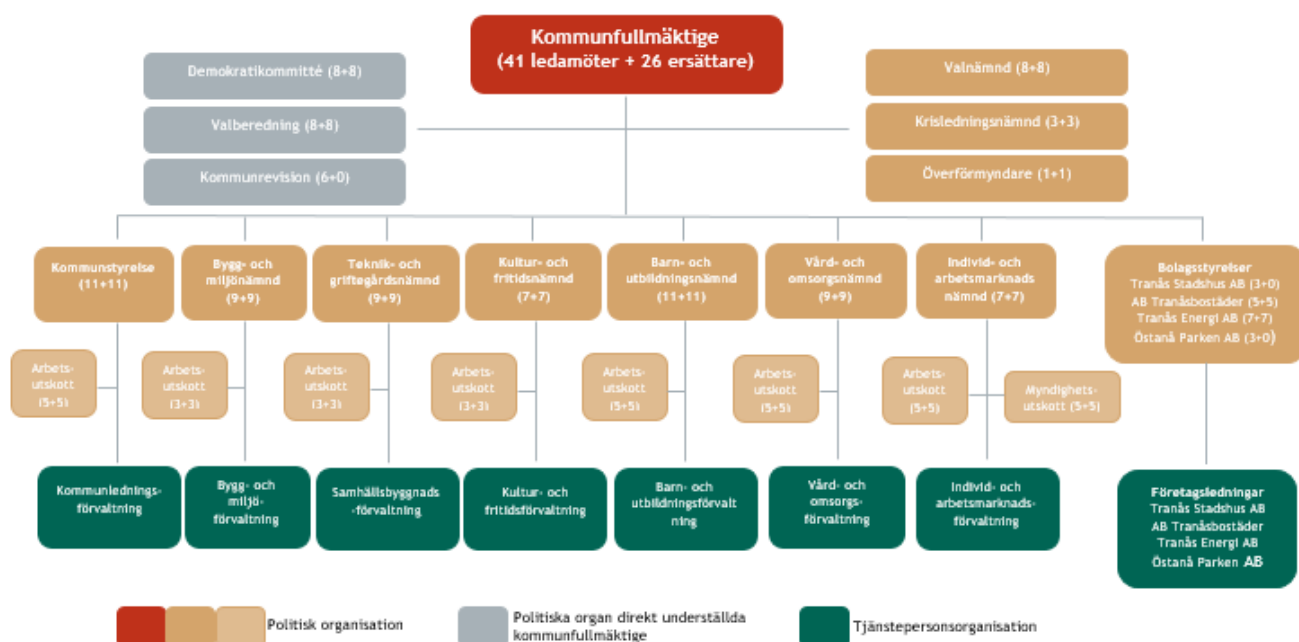 Kommunfullmäktige
(41 ledamöter + 26 ersättare)
Demokratikommitté (8+8)
Valberedning (8+8)
Kommunrevision (6+0)
Valnämnd (8+8)
Krisledningsnämnd (3+3)
Överförmyndare (1+1)
Kommunstyrelse
(11+11)
Bygg- och
miljönämnd
(9+9)
Teknik- och
griftegårdsnämnd
(9+9)
Kultur- och
fritidsnämnd
(7+7)
Barn- och
utbildningsnämnd
(11+11)
Vård- och
omsorgsnämnd
(9+9)
Individ- och
arbetsmarknads
nämnd (7+7)
Bolagsstyrelser
Tranås Stadshus AB (3+0)
AB Tranåsbostäder (5+5)
Tranås Energi AB (7+7)
Östanå Parken AB (3+0)
Arbets-
utskott
(5+5)
Arbets-
utskott
(3+3)
Arbets-
utskott
(3+3)
Arbets-
utskott
(3+3)
Arbets-
utskott
(5+5)
Arbets-
utskott
(5+5)
Arbets-
utskott
(5+5)
Myndighets-
utskott (5+5)
Kommunlednings-
förvaltning
Bygg- och
miljö-
förvaltning
Samhällsbyggnads
-förvaltning
Kultur- och
fritidsförvaltning
Barn- och
utbildningsförvalt
ning
Vård- och
omsorgs-
förvaltning
Individ- och
arbetsmarknads-
förvaltning
Företagsledningar
Tranås Stadshus AB
AB Tranåsbostäder
Tranås Energi AB
Östanå Parken AB
Politisk organisation
Politiska organ direkt underställda
kommunfullmäktige
Tjänstepersonsorganisation